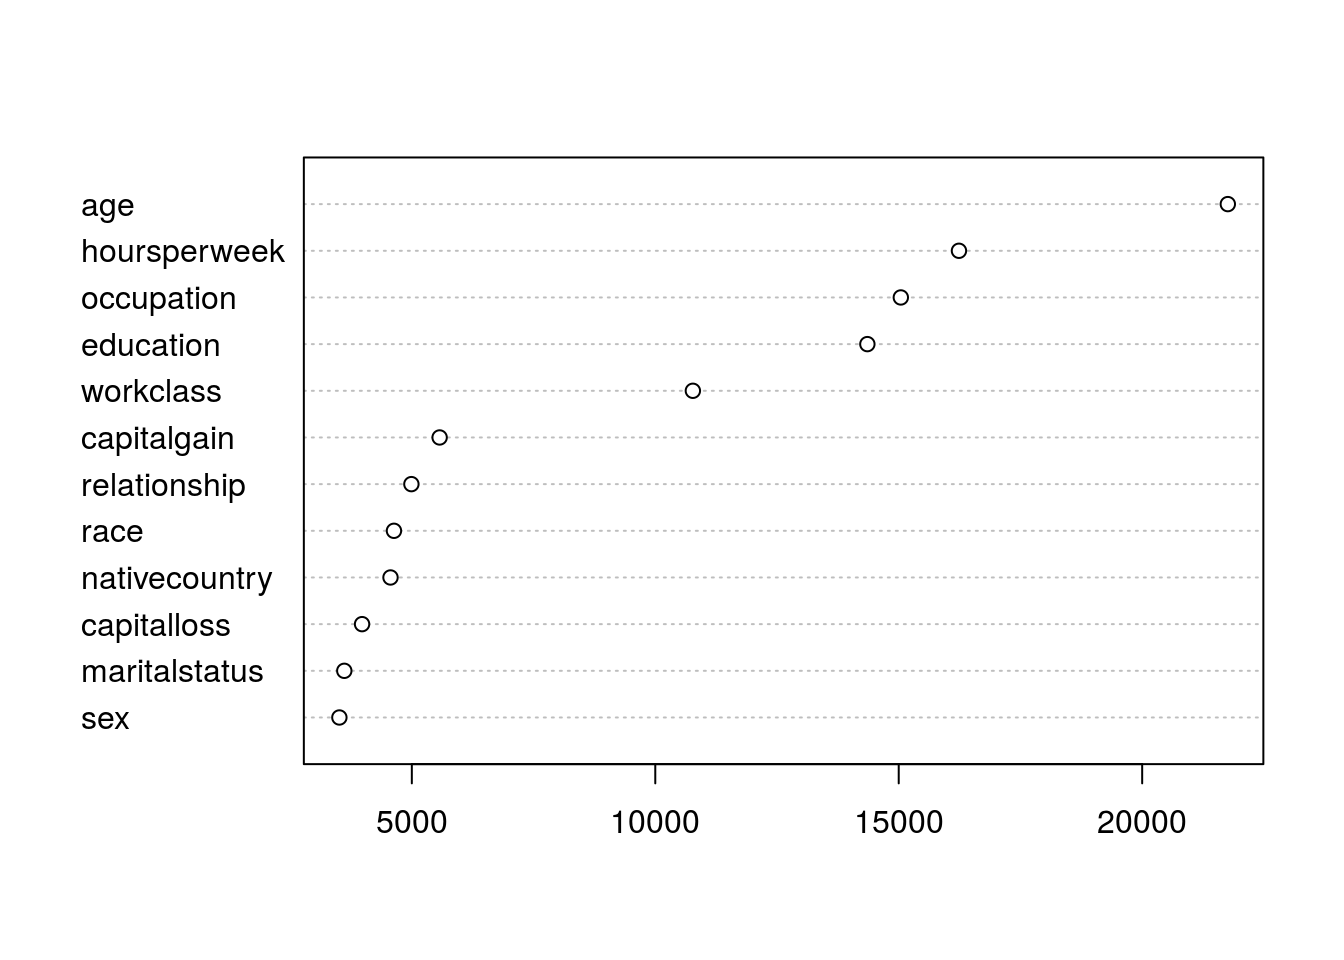 age
hoursperweek
occupation
education
workclass
capitalgain
relationship
race
nativecountry
capitalloss
maritalstatus
sex
5000 10000 15000 20000